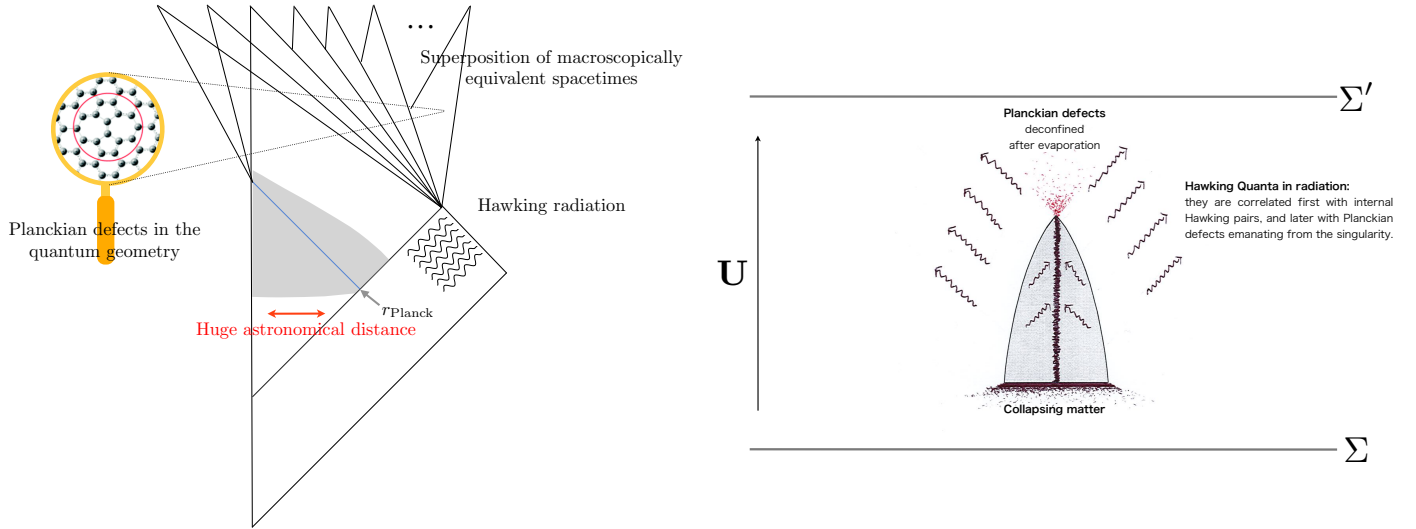 ...
Superposition of macroscopically
equivalent spacetimes
Planckian defects in the
quantum geometry
Hawking radiation
rPlanck
Huge astronomical distance
Σ′
Planckian defects
deconfined
after evaporation
Hawking Quanta in radiation:
they are correlated first with internal
Hawking pairs, and later with Planckian
defects emanating from the singularity.
U
Collapsing matter
Σ